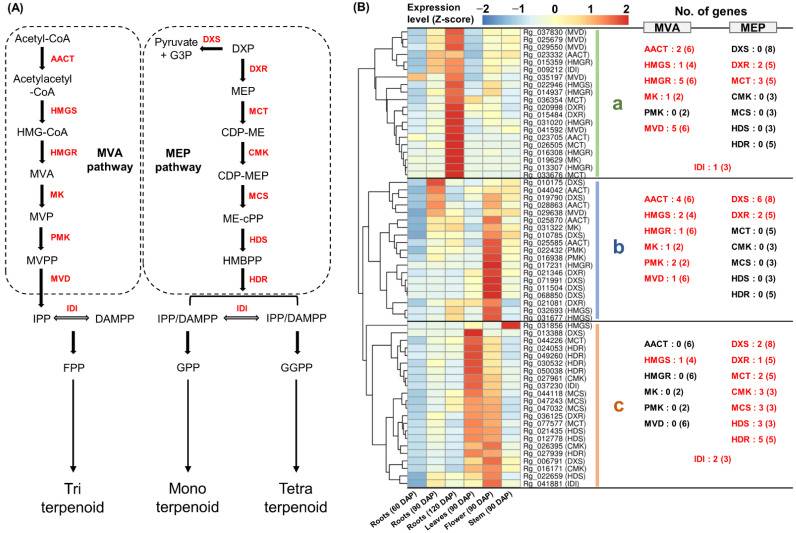 (A)
Acetyl-CoA
AACT
Acetylacetyl
-CoA
HMGS
HMG-CoA
HMGR
MVA
MK
MVP
PMK
MVPP
MVD
MVA
pathway
IPP
IDI
DAMPP
FPP
Tri
terpenoid
Pyruvate
+ G3P
DXS
DXP
DXR
MEP
MCT
CDP-ME
CMK
CDP-MEP
MCS
ME-cPP
HDS
HMBPP
HDR
MEP
pathway
IPP/DAMPP
IDI
IPP/DAMPP
GPP
GGPP
Mono
terpenoid
Tetra
terpenoid
(B)
Expression
level (Z-score)
−2 −1 0 1 2
Rg_037830 (MVD)
Rg_025679 (MVD)
Rg_029550 (MVD)
Rg_023332 (AACT)
Rg_015359 (HMGR)
Rg_009212 (IDI)
Rg_035197 (MVD)
Rg_022946 (HMGS)
Rg_014937 (HMGR)
Rg_036354 (MCT)
Rg_020998 (DXR)
Rg_015484 (DXR)
Rg_031020 (HMGR)
Rg_041592 (MVD)
Rg_023705 (AACT)
Rg_026505 (MCT)
Rg_016308 (HMGR)
Rg_019629 (MK)
Rg_013307 (HMGR)
Rg_033676 (MCT)
Rg_010175 (DXS)
Rg_044042 (AACT)
Rg_019790 (DXS)
Rg_028863 (AACT)
Rg_029638 (MVD)
Rg_025870 (AACT)
Rg_031322 (MK)
Rg_010785 (DXS)
Rg_025585 (AACT)
Rg_022432 (PMK)
Rg_016938 (PMK)
Rg_017231 (HMGR)
Rg_021346 (DXR)
Rg_071991 (DXS)
Rg_011504 (DXS)
Rg_068850 (DXS)
Rg_021081 (DXR)
Rg_032693 (HMGS)
Rg_031677 (HMGS)
Rg_031856 (HMGS)
Rg_013388 (DXS)
Rg_044226 (MCT)
Rg_024053 (HDR)
Rg_049260 (HDR)
Rg_030532 (HDR)
Rg_050038 (HDR)
Rg_027961 (CMK)
Rg_037230 (IDI)
Rg_044118 (MCS)
Rg_047243 (MCS)
Rg_047032 (MCS)
Rg_036125 (DXR)
Rg_077577 (MCT)
Rg_021435 (HDS)
Rg_012778 (HDS)
Rg_026395 (CMK)
Rg_027939 (HDR)
Rg_006791 (DXS)
Rg_016171 (CMK)
Rg_022659 (HDS)
Rg_041881 (IDI)
Roots (60 DAP)
Roots (90 DAP)
Roots (120 DAP)
Leaves (90 DAP)
Flower (90 DAP)
Stem (90 DAP)
No. of genes
MVA MEP
a
AACT : 2 (6) DXS : 0 (8)
HMGS : 1 (4) DXR : 2 (5)
HMGR : 5 (6) MCT : 3 (5)
MK : 1 (2) CMK : 0 (3)
PMK : 0 (2) MCS : 0 (3)
MVD : 5 (6) HDS : 0 (3)
HDR : 0 (5)
IDI : 1 (3)
b
AACT : 4 (6) DXS : 6 (8)
HMGS : 2 (4) DXR : 2 (5)
HMGR : 1 (6) MCT : 0 (5)
MK : 1 (2) CMK : 0 (3)
PMK : 2 (2) MCS : 0 (3)
MVD : 1 (6) HDS : 0 (3)
HDR : 0 (5)
c
AACT : 0 (6) DXS : 2 (8)
HMGS : 1 (4) DXR : 1 (5)
HMGR : 0 (6) MCT : 2 (5)
MK : 0 (2) CMK : 3 (3)
PMK : 0 (2) MCS : 3 (3)
MVD : 0 (6) HDS : 3 (3)
HDR : 5 (5)
IDI : 2 (3)